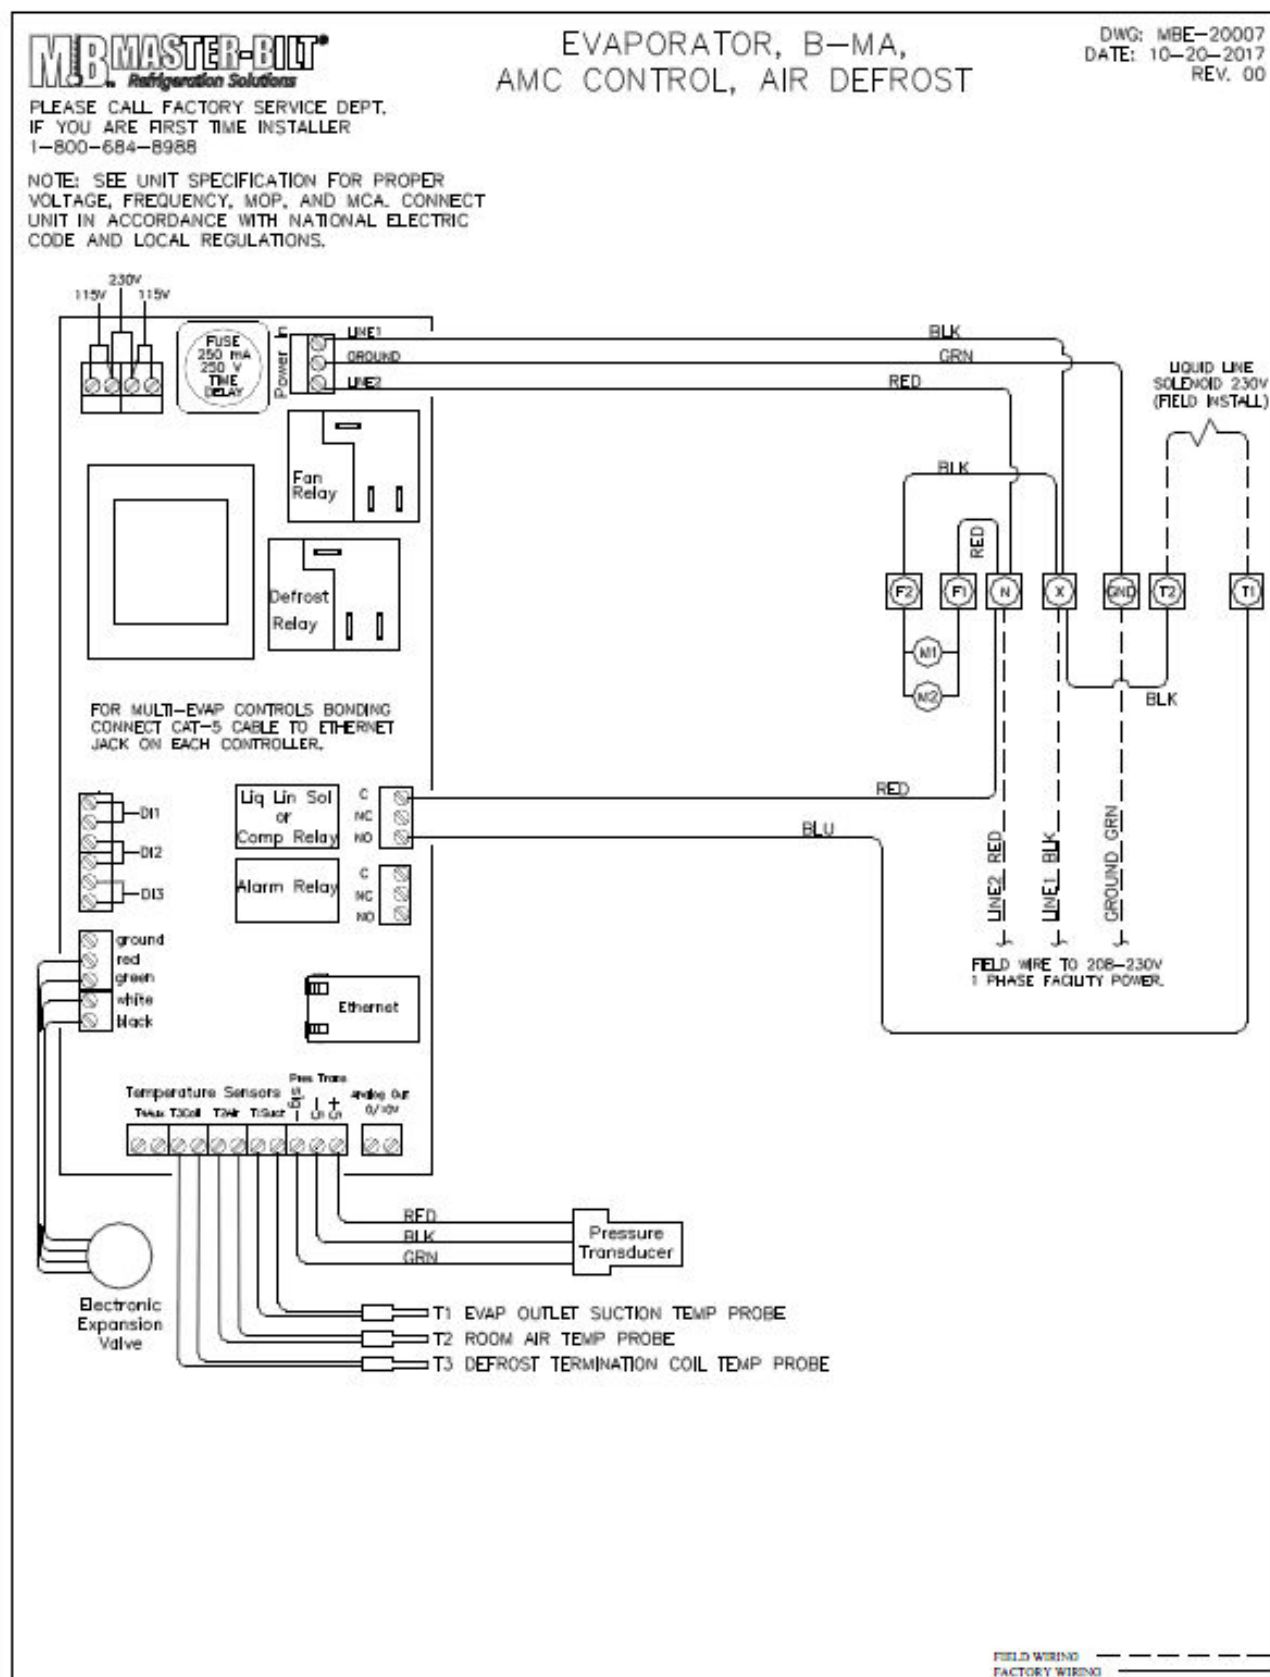 MB MASTER-BILT
Refrigeration Solutions
EVAPORATOR, B-MA,
AMC CONTROL, AIR DEFROST
DWG: MBE-20007
DATE: 10-20-2017
REV. 00
PLEASE CALL FACTORY SERVICE DEPT.
IF YOU ARE FIRST TIME INSTALLER
1-800-684-8988
NOTE: SEE UNIT SPECIFICATION FOR PROPER
VOLTAGE, FREQUENCY, MOP, AND MCA. CONNECT
UNIT IN ACCORDANCE WITH NATIONAL ELECTRIC
CODE AND LOCAL REGULATIONS.
230V
115V 115V
FUSE
250 mA
250 V
TIME
DELAY
Power In
LINE1
GROUND
LINE2
BLK
GRN
RED
LIQUID LINE
SOLENOID 230V
(FIELD INSTALL)
Fan
Relay
BLK
RED
Defrost
Relay
F2 F1 N X GND T2 T1
M1
M2
BLK
FOR MULTI-EVAP CONTROLS BONDING
CONNECT CAT-5 CABLE TO ETHERNET
JACK ON EACH CONTROLLER.
DI1
DI2
DI3
Liq Lin Sol
or
Comp Relay
C
NC
NO
RED
BLU
Alarm Relay
C
NC
NO
LINE2 RED
LINE1 BLK
GROUND GRN
FIELD WIRE TO 208-230V
1 PHASE FACILITY POWER.
ground
red
green
white
black
Ethernet
Temperature Sensors
Pres Trans
Analog Out
0/10V
T4Aux T3Coil T2Air T1Suct
RED
BLK
GRN
Pressure
Transducer
Electronic
Expansion
Valve
T1 EVAP OUTLET SUCTION TEMP PROBE
T2 ROOM AIR TEMP PROBE
T3 DEFROST TERMINATION COIL TEMP PROBE
FIELD WIRING
FACTORY WIRING